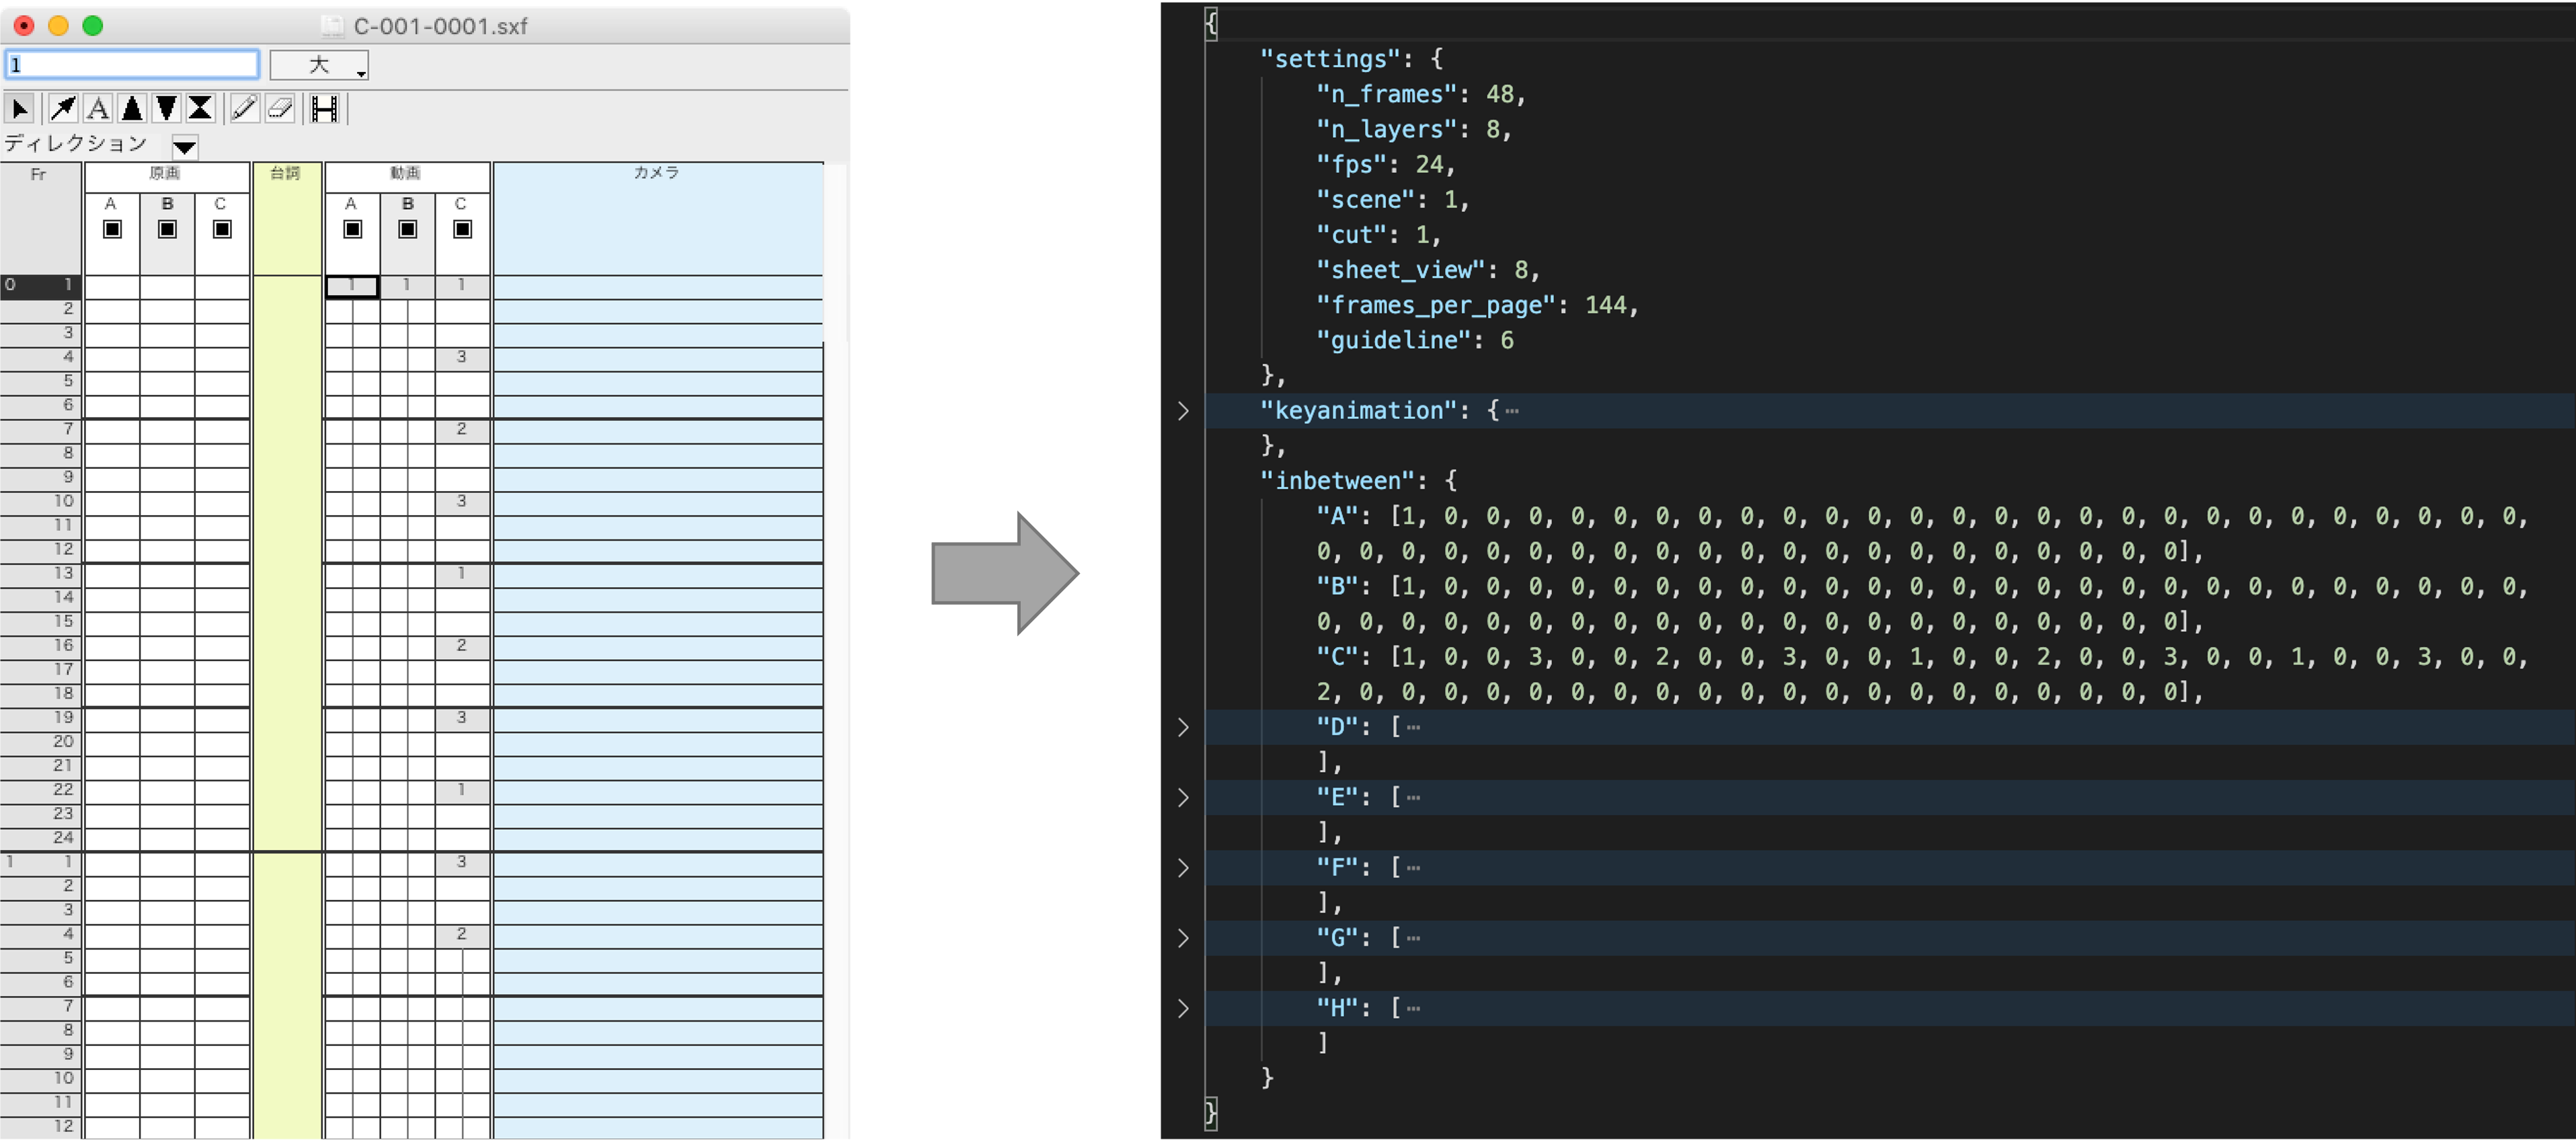 C-001-0001.sxf
1
大
A
ディレクション
Fr 原画 台詞 動画 カメラ
A B C A B C
0 1 1 1 1
2
3
4 3
5
6
7 2
8
9
10 3
11
12
13 1
14
15
16 2
17
18
19 3
20
21
22 1
23
24
1 1 3
2
3
4 2
5
6
7
8
9
10
11
12
{
"settings": {
"n_frames": 48,
"n_layers": 8,
"fps": 24,
"scene": 1,
"cut": 1,
"sheet_view": 8,
"frames_per_page": 144,
"guideline": 6
},
"keyanimation": {…
},
"inbetween": {
"A": [1, 0, 0, 0, 0, 0, 0, 0, 0, 0, 0, 0, 0, 0, 0, 0, 0, 0, 0, 0, 0, 0, 0, 0, 0, 0, 0,
0, 0, 0, 0, 0, 0, 0, 0, 0, 0, 0, 0, 0, 0, 0, 0, 0, 0, 0, 0, 0],
"B": [1, 0, 0, 0, 0, 0, 0, 0, 0, 0, 0, 0, 0, 0, 0, 0, 0, 0, 0, 0, 0, 0, 0, 0, 0, 0, 0,
0, 0, 0, 0, 0, 0, 0, 0, 0, 0, 0, 0, 0, 0, 0, 0, 0, 0, 0, 0, 0],
"C": [1, 0, 0, 3, 0, 0, 2, 0, 0, 3, 0, 0, 1, 0, 0, 2, 0, 0, 3, 0, 0, 1, 0, 0, 3, 0, 0,
2, 0, 0, 0, 0, 0, 0, 0, 0, 0, 0, 0, 0, 0, 0, 0, 0, 0, 0, 0, 0],
"D": […
],
"E": […
],
"F": […
],
"G": […
],
"H": […
]
}
}